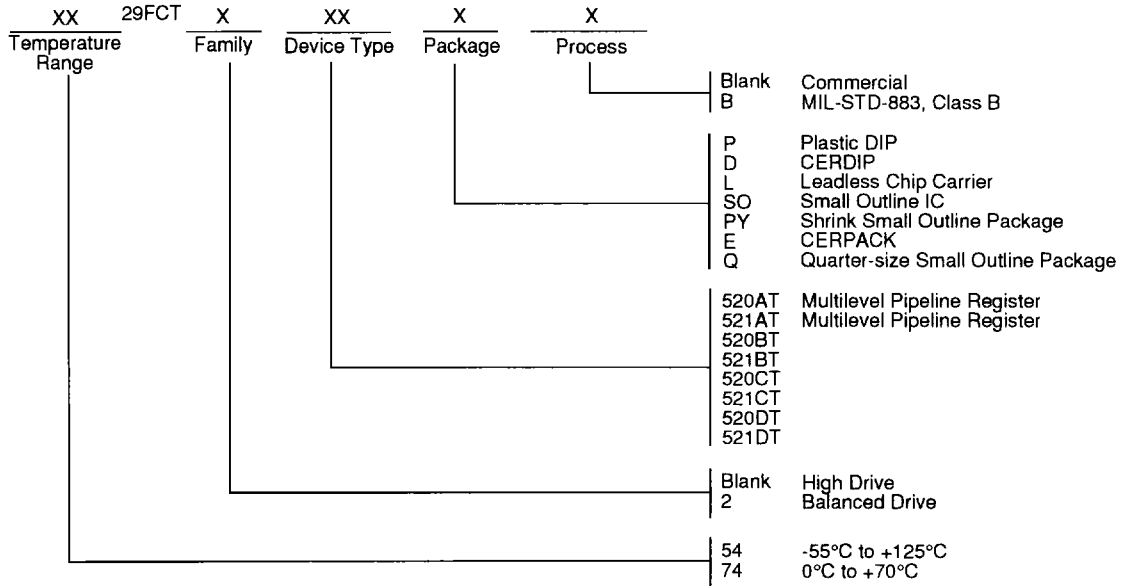 XX 29FCT X XX X X
Temperature Range Family Device Type Package Process
Blank Commercial
B MIL-STD-883, Class B
P Plastic DIP
D CERDIP
L Leadless Chip Carrier
SO Small Outline IC
PY Shrink Small Outline Package
E CERPACK
Q Quarter-size Small Outline Package
520AT Multilevel Pipeline Register
521AT Multilevel Pipeline Register
520BT
521BT
520CT
521CT
520DT
521DT
Blank High Drive
2 Balanced Drive
54 -55°C to +125°C
74 0°C to +70°C